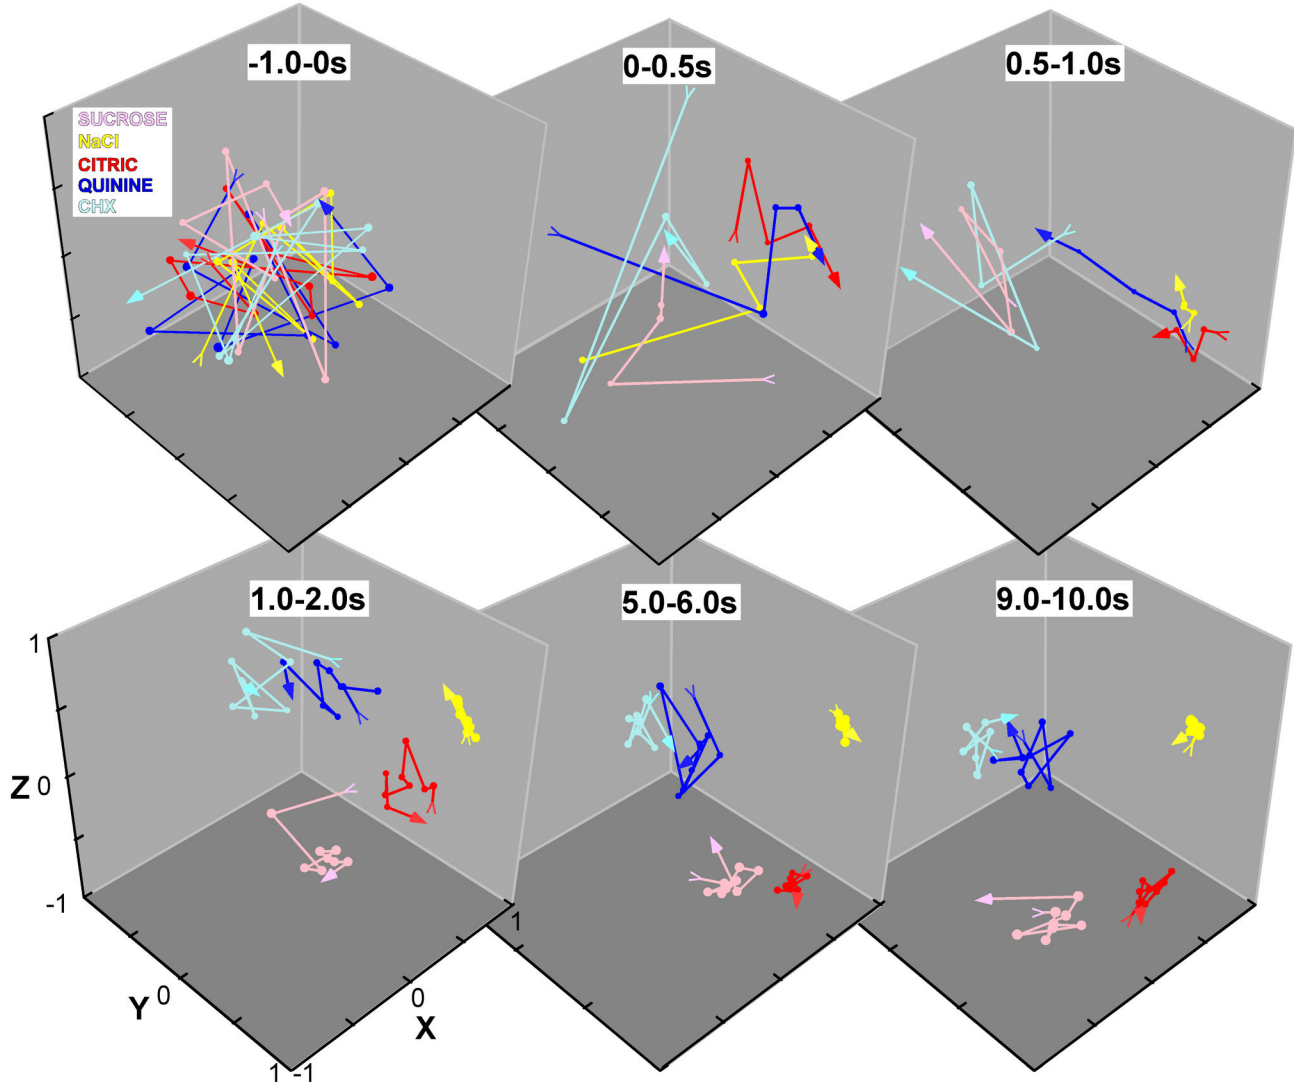 -1.0-0s
0-0.5s
0.5-1.0s
SUCROSE
NaCl
CITRIC
QUININE
CHX
1.0-2.0s
5.0-6.0s
9.0-10.0s
1
Z 0
-1
Y 0
1
0
X
1 -1